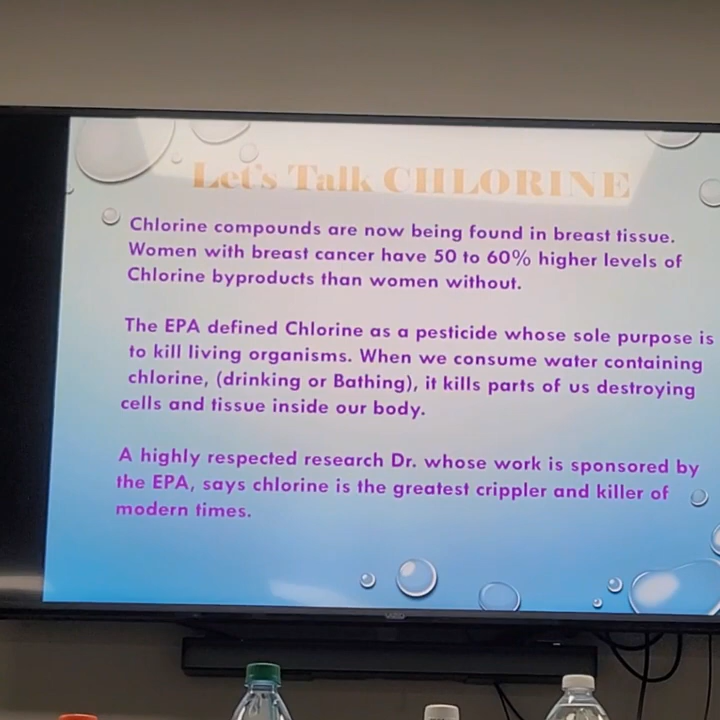 Let's Talk CHLORINE
Chlorine compounds are now being found in breast tissue.
Women with breast cancer have 50 to 60% higher levels of
Chlorine byproducts than women without.
The EPA defined Chlorine as a pesticide whose sole purpose is
to kill living organisms. When we consume water containing
chlorine, (drinking or Bathing), it kills parts of us destroying
cells and tissue inside our body.
A highly respected research Dr. whose work is sponsored by
the EPA, says chlorine is the greatest crippler and killer of
modern times.